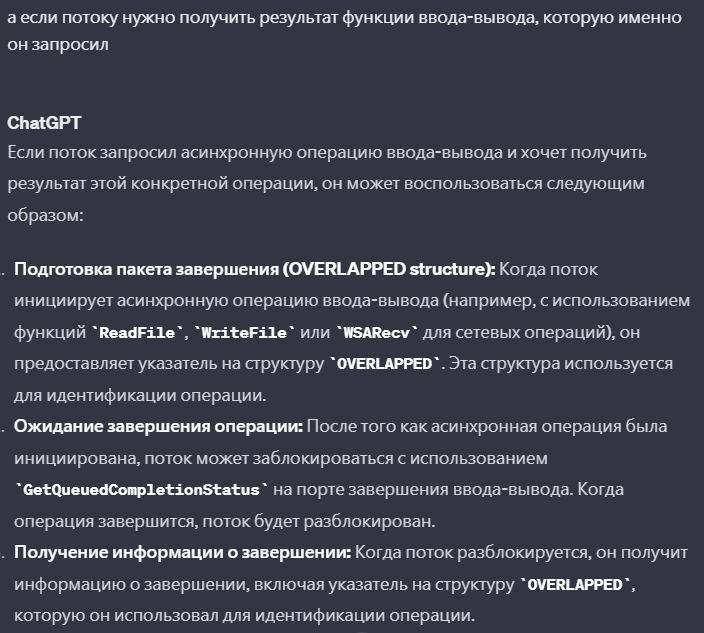 а если потоку нужно получить результат функции ввода-вывода, которую именно
он запросил
ChatGPT
Если поток запросил асинхронную операцию ввода-вывода и хочет получить
результат этой конкретной операции, он может воспользоваться следующим
образом:
. Подготовка пакета завершения (OVERLAPPED structure): Когда поток
инициирует асинхронную операцию ввода-вывода (например, с использованием
функций `ReadFile`, `WriteFile` или `WSARecv` для сетевых операций), он
предоставляет указатель на структуру `OVERLAPPED`. Эта структура используется
для идентификации операции.
. Ожидание завершения операции: После того как асинхронная операция была
инициирована, поток может заблокироваться с использованием
`GetQueuedCompletionStatus` на порте завершения ввода-вывода. Когда
операция завершится, поток будет разблокирован.
. Получение информации о завершении: Когда поток разблокируется, он получит
информацию о завершении, включая указатель на структуру `OVERLAPPED`,
которую он использовал для идентификации операции.